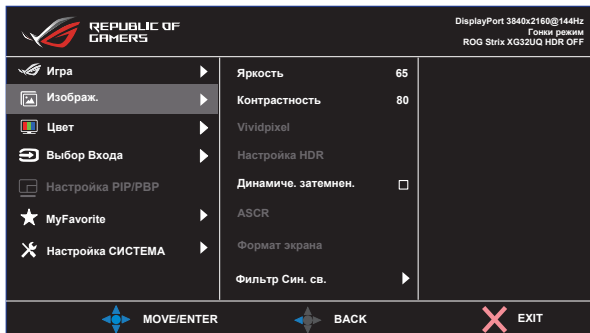 REPUBLIC OF
GAMERS
DisplayPort 3840x2160@144Hz
Гонки режим
ROG Strix XG32UQ HDR OFF
Игра
Изображ.
Цвет
Выбор Входа
Настройка PIP/PBP
MyFavorite
Настройка СИСТЕМА
Яркость 65
Контрастность 80
Vividpixel
Настройка HDR
Динамиче. затемнен.
ASCR
Формат экрана
Фильтр Син. св.
MOVE/ENTER BACK EXIT